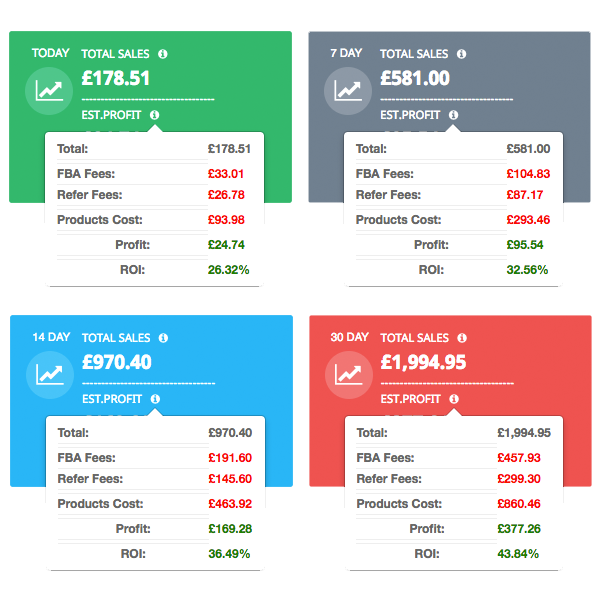 TODAY TOTAL SALES
£178.51
EST.PROFIT
Total: £178.51
FBA Fees: £33.01
Refer Fees: £26.78
Products Cost: £93.98
Profit: £24.74
ROI: 26.32%
7 DAY TOTAL SALES
£581.00
EST.PROFIT
Total: £581.00
FBA Fees: £104.83
Refer Fees: £87.17
Products Cost: £293.46
Profit: £95.54
ROI: 32.56%
14 DAY TOTAL SALES
£970.40
EST.PROFIT
Total: £970.40
FBA Fees: £191.60
Refer Fees: £145.60
Products Cost: £463.92
Profit: £169.28
ROI: 36.49%
30 DAY TOTAL SALES
£1,994.95
EST.PROFIT
Total: £1,994.95
FBA Fees: £457.93
Refer Fees: £299.30
Products Cost: £860.46
Profit: £377.26
ROI: 43.84%